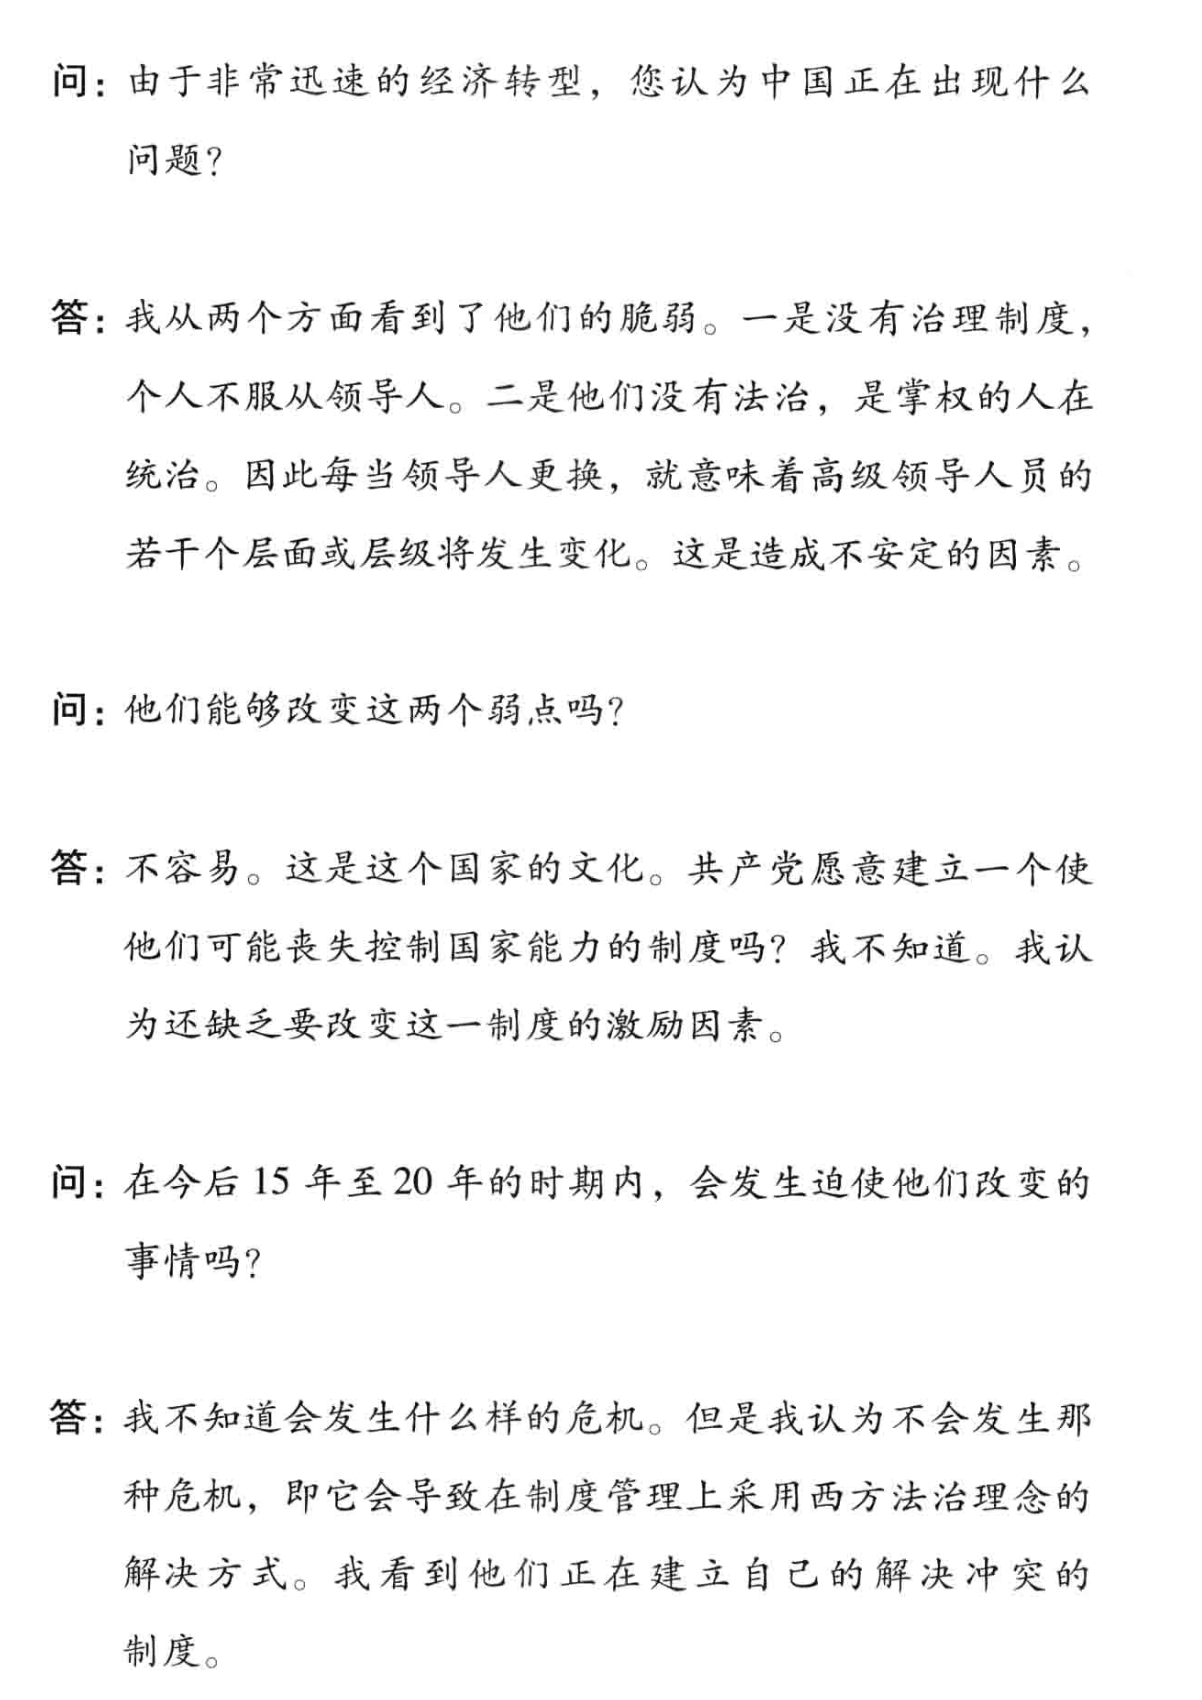 问：由于非常迅速的经济转型，您认为中国正在出现什么
问题？
答：我从两个方面看到了他们的脆弱。一是没有治理制度，
个人不服从领导人。二是他们没有法治，是掌权的人在
统治。因此每当领导人更换，就意味着高级领导人员的
若干个层面或层级将发生变化。这是造成不安定的因素。
问：他们能够改变这两个弱点吗？
答：不容易。这是这个国家的文化。共产党愿意建立一个使
他们可能丧失控制国家能力的制度吗？我不知道。我认
为还缺乏要改变这一制度的激励因素。
问：在今后 15 年至 20 年的时期内，会发生迫使他们改变的
事情吗？
答：我不知道会发生什么样的危机。但是我认为不会发生那
种危机，即它会导致在制度管理上采用西方法治理念的
解决方式。我看到他们正在建立自己的解决冲突的
制度。